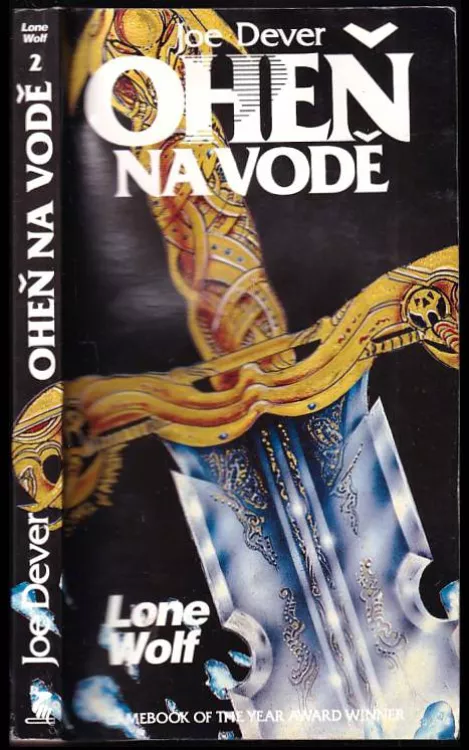 Lone
Wolf
2
Joe Dever OHEŇ NA VODĚ
Joe Dever
OHEŇ
NA VODĚ
Lone
Wolf
MEBOOK OF THE YEAR AWARD WINNER